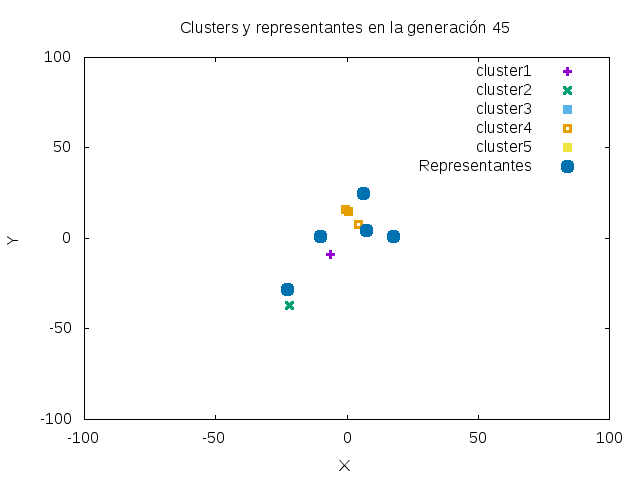 Clusters y representantes en la generación 45
100
50
0
-50
-100
-100
-50
0
50
100
Y
X
cluster1
cluster2
cluster3
cluster4
cluster5
Representantes